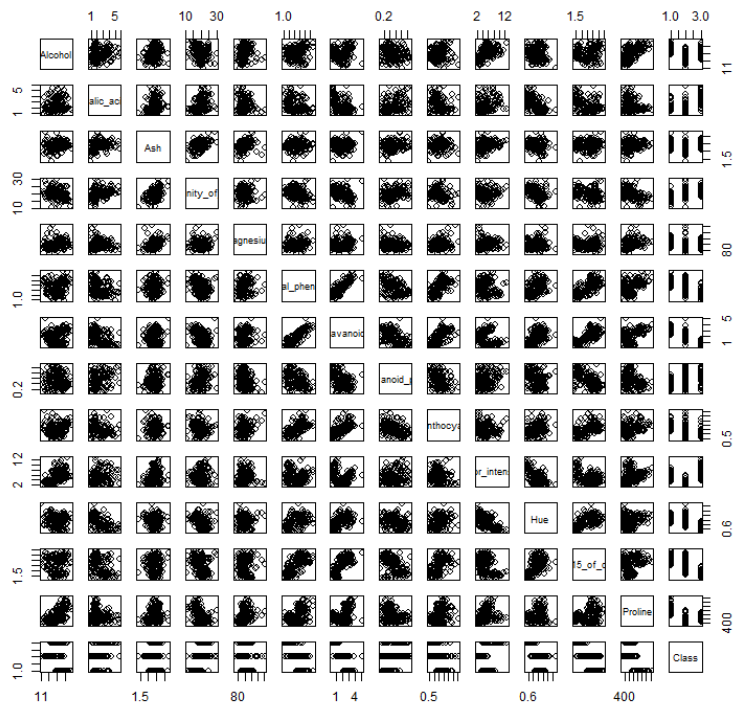 1 5 10 30 1.0 0.2 2 12 1.5 1.0 3.0
Alcohol 11
5 1 alic_aci
Ash 1.5
30 10 nity_of
agnesiu 80
1.0 al_phen
avanoid 5 1
0.2 anoid_p
nthocya 0.5
12 2 or_intens
Hue 0.6
1.5 15_of_d
Proline 400
1.0 Class
11 1.5 80 1 4 0.5 0.6 400